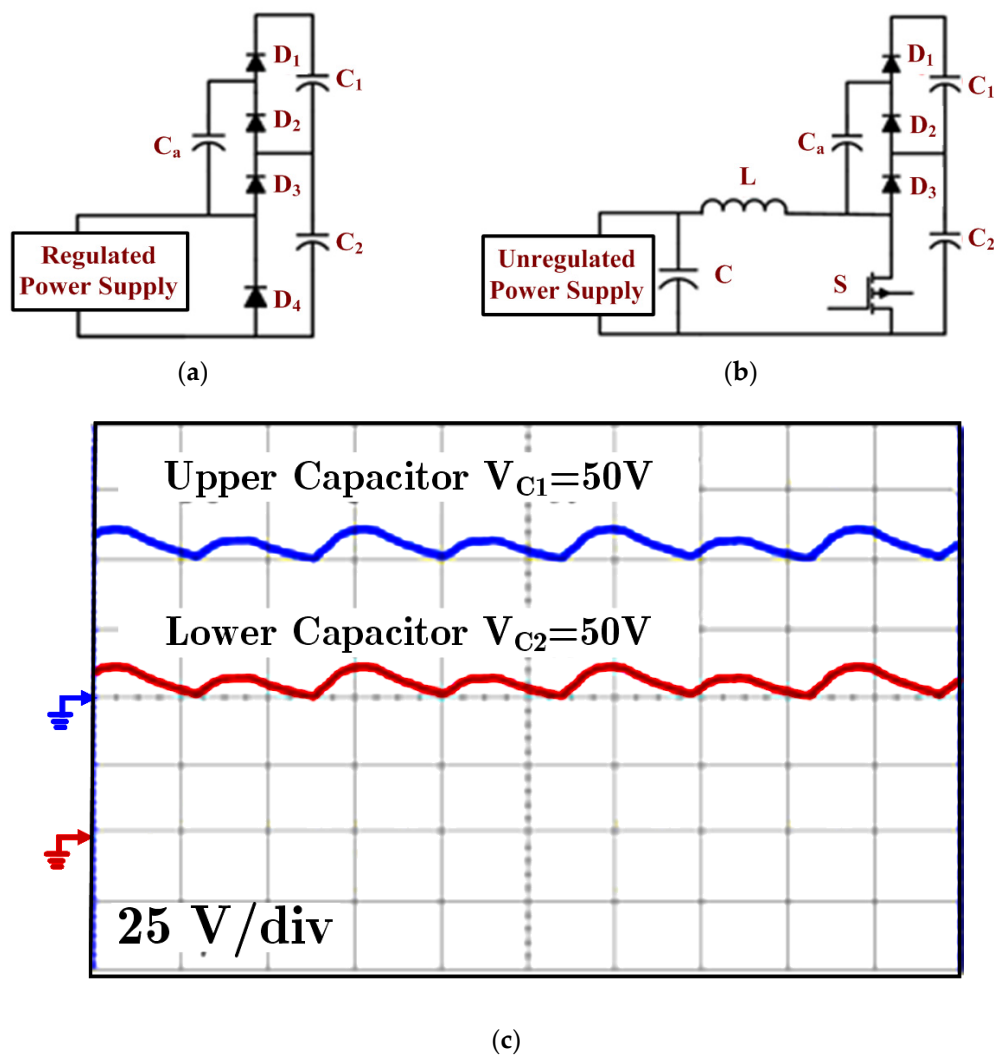 D1
C1
D2
Ca
D3
C2
Regulated
Power Supply
D4
(a)
D1
C1
D2
Ca
L
D3
C2
Unregulated
Power Supply
C
S
(b)
Upper Capacitor VC1=50V
Lower Capacitor VC2=50V
25 V/div
(c)